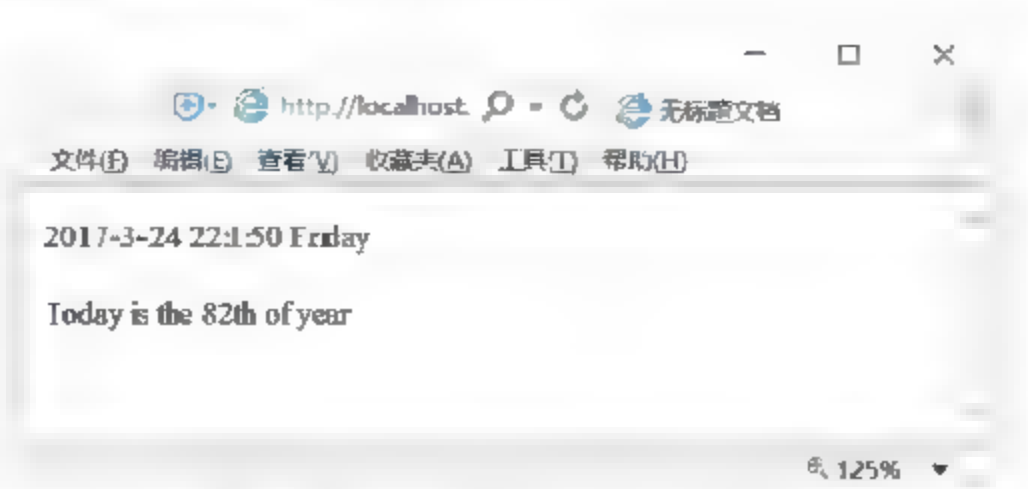 http://localhost 无标题文档
文件(F) 编辑(E) 查看(V) 收藏夹(A) 工具(T) 帮助(H)
2017-3-24 22:1:50 Friday
Today is the 82th of year
125%